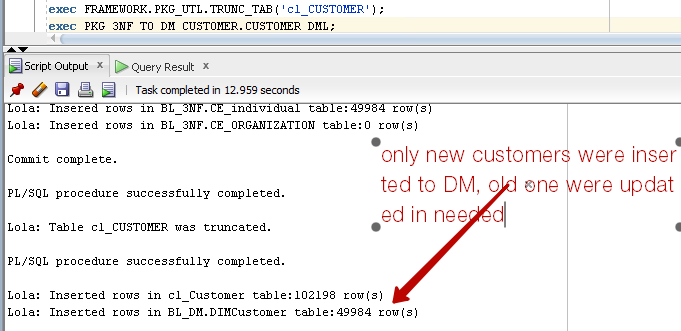 exec FRAMEWORK.PKG_UTL.TRUNC_TAB('cl_CUSTOMER');
exec PKG_3NF_TO_DM_CUSTOMER.CUSTOMER_DML;
Script Output x
Query Result x
Task completed in 12.959 seconds
Lola: Insered rows in BL_3NF.CE_individual table:49984 row(s)
Lola: Insered rows in BL_3NF.CE_ORGANIZATION table:0 row(s)
Commit complete.
PL/SQL procedure successfully completed.
Lola: Table cl_CUSTOMER was truncated.
PL/SQL procedure successfully completed.
Lola: Inserted rows in cl_Customer table:102198 row(s)
Lola: Inserted rows in BL_DM.DIMCustomer table:49984 row(s)
only new customers were inser
ted to DM, old one were updat
ed in needed